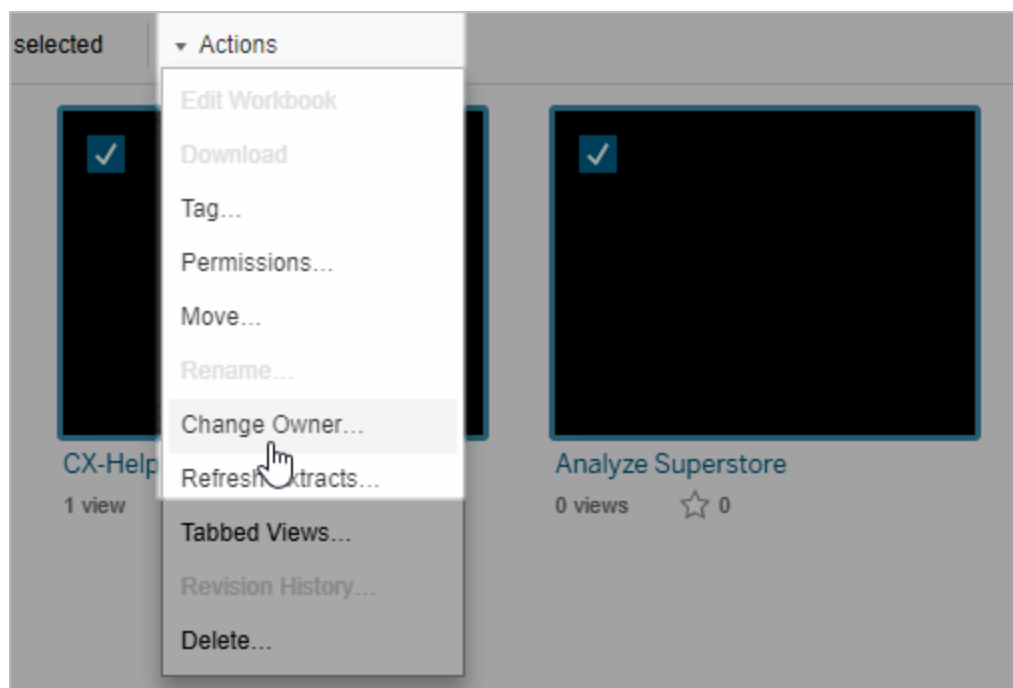 selected
Actions
Edit Workbook
Download
Tag...
Permissions...
Move...
Rename...
Change Owner...
Refresh
Tabbed Views...
Revision History...
Delete...
CX-Help
1 view
Analyze Superstore
0 views 0